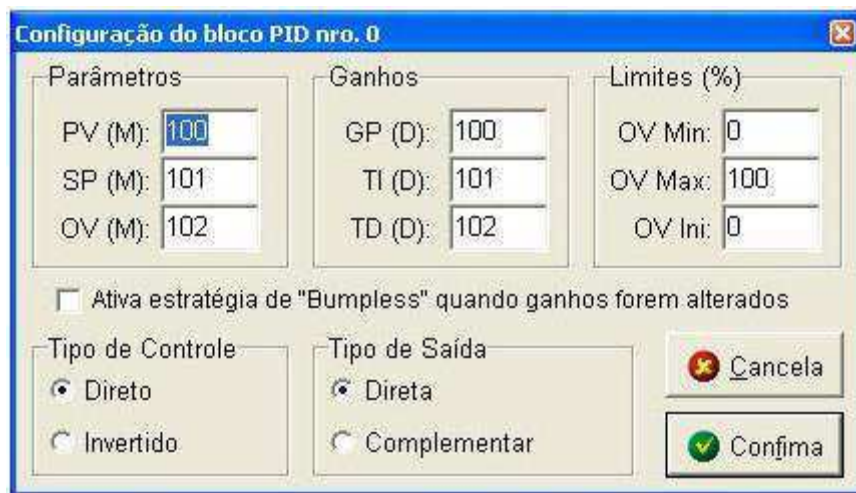 Configuração do bloco PID nro. 0
Parâmetros
PV (M): 100
SP (M): 101
OV (M): 102
Ganhos
GP (D): 100
TI (D): 101
TD (D): 102
Limites (%)
OV Min: 0
OV Max: 100
OV Ini: 0
Ativa estratégia de "Bumpless" quando ganhos forem alterados
Tipo de Controle
Direto
Invertido
Tipo de Saída
Direta
Complementar
Cancela
Confima